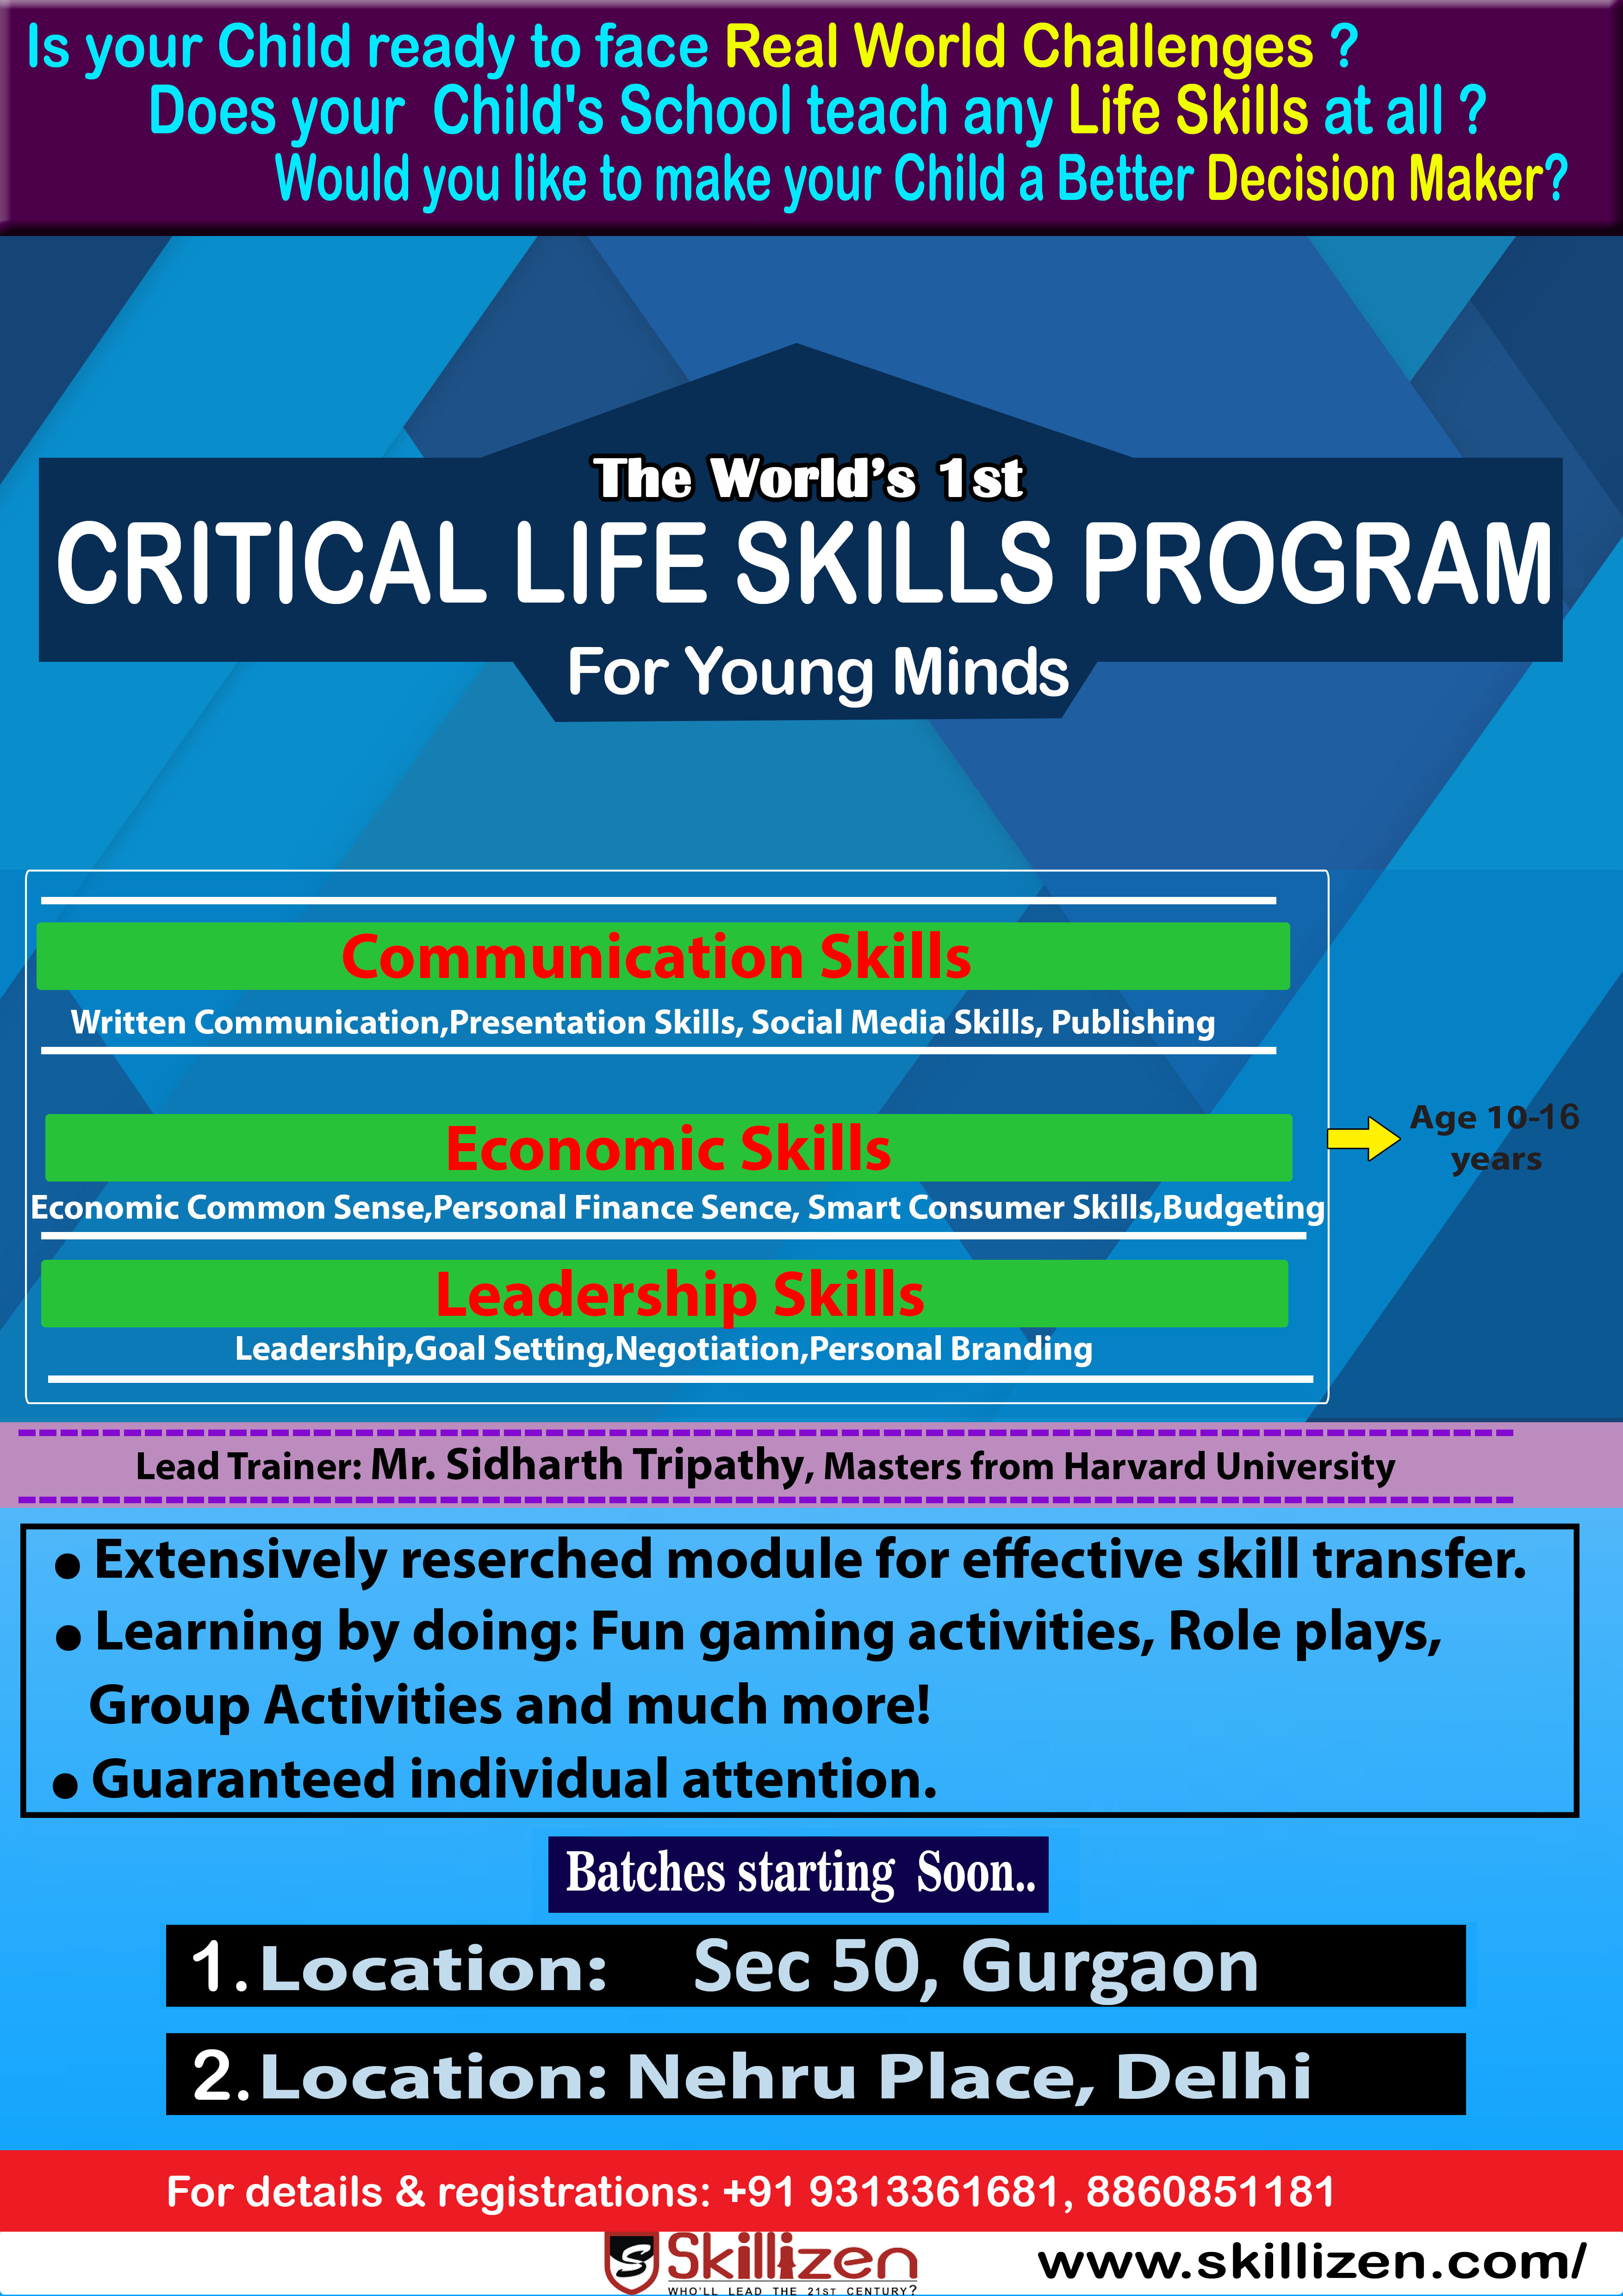 Is your Child ready to face Real World Challenges ?
Does your Child's School teach any Life Skills at all ?
Would you like to make your Child a Better Decision Maker?
The World's 1st
CRITICAL LIFE SKILLS PROGRAM
For Young Minds
Communication Skills
Written Communication,Presentation Skills, Social Media Skills, Publishing
Economic Skills
Economic Common Sense,Personal Finance Sence, Smart Consumer Skills,Budgeting
Leadership Skills
Leadership,Goal Setting,Negotiation,Personal Branding
Age 10-16
years
Lead Trainer: Mr. Sidharth Tripathy, Masters from Harvard University
• Extensively reserched module for effective skill transfer.
• Learning by doing: Fun gaming activities, Role plays,
Group Activities and much more!
• Guaranteed individual attention.
Batches starting Soon..
1. Location: Sec 50, Gurgaon
2. Location: Nehru Place, Delhi
For details & registrations: +91 9313361681, 8860851181
S Skillizen
WHO'LL LEAD THE 21ST CENTURY?
www.skillizen.com/